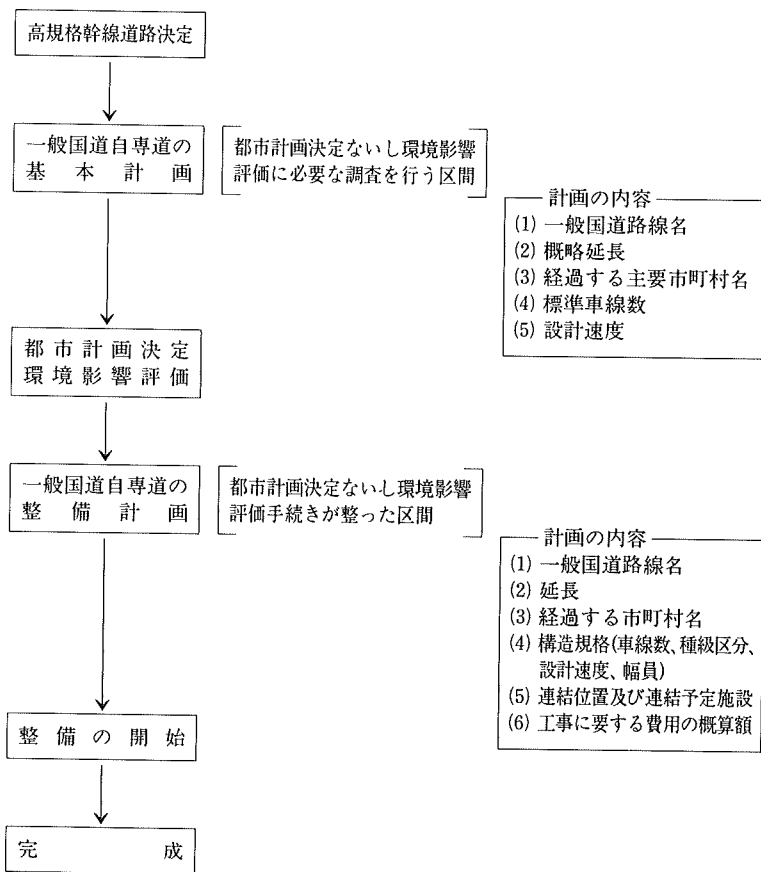 高規格幹線道路決定
一般国道自専道の
基本計画
都市計画決定ないし環境影響
評価に必要な調査を行う区間
計画の内容
(1) 一般国道路線名
(2) 概略延長
(3) 経過する主要市町村名
(4) 標準車線数
(5) 設計速度
都市計画決定
環境影響評価
一般国道自専道の
整備計画
都市計画決定ないし環境影響
評価手続きが整った区間
計画の内容
(1) 一般国道路線名
(2) 延長
(3) 経過する市町村名
(4) 構造規格(車線数、種級区分、
設計速度、幅員)
(5) 連結位置及び連結予定施設
(6) 工事に要する費用の概算額
整備の開始
完成